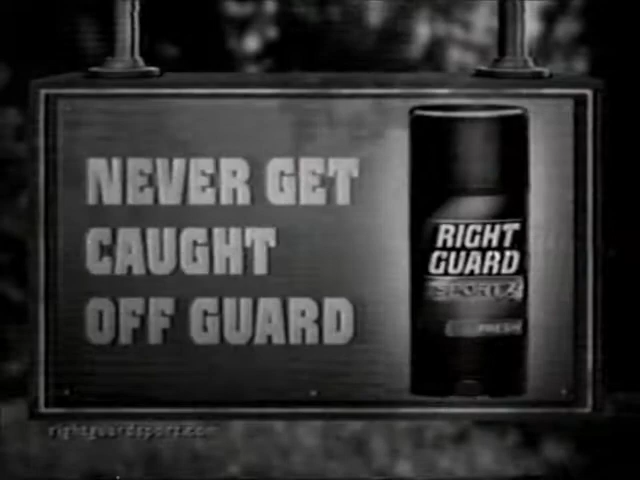 NEVER GET
CAUGHT
OFF GUARD
RIGHT
GUARD
SPORT
FRESH
rightguardsport.com